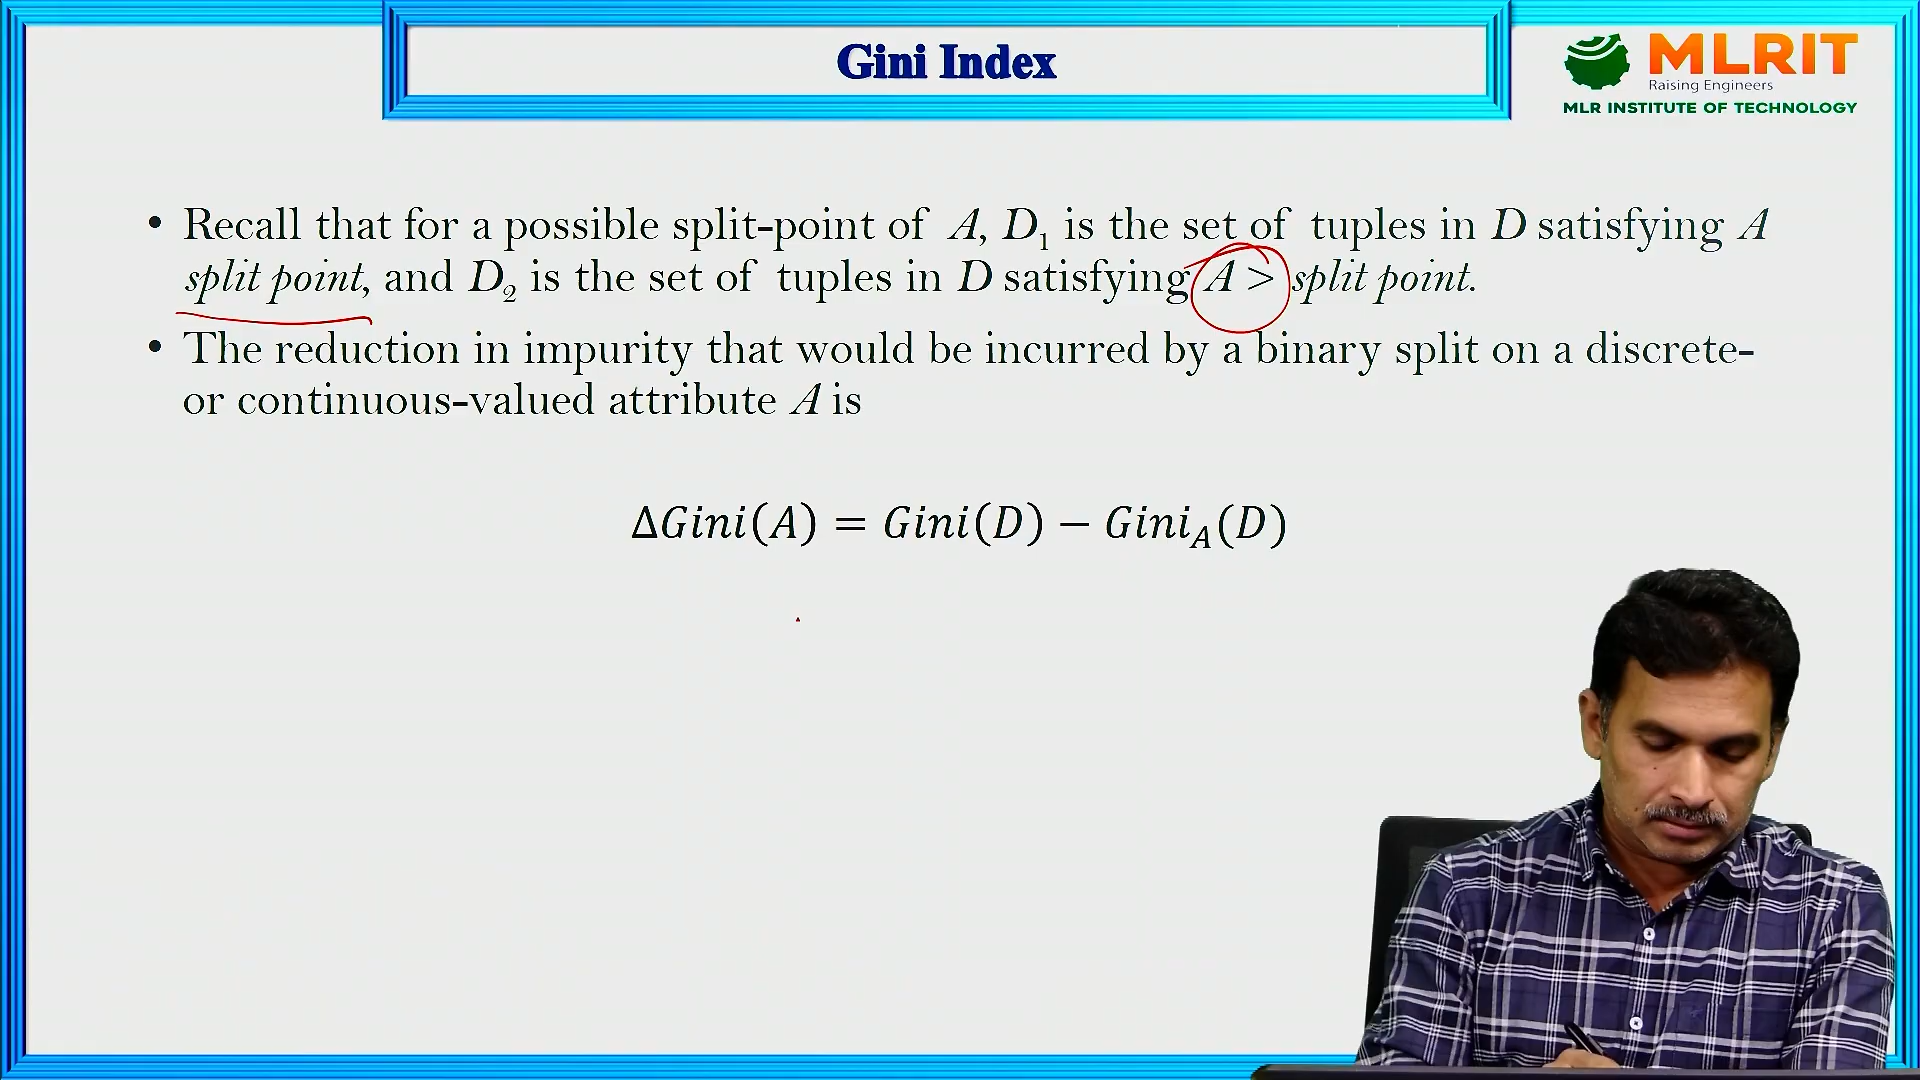 Gini Index
MLRIT
Raising Engineers
MLR INSTITUTE OF TECHNOLOGY
• Recall that for a possible split-point of A, D₁ is the set of tuples in D satisfying A
split point, and D₂ is the set of tuples in D satisfying A > split point.
• The reduction in impurity that would be incurred by a binary split on a discrete-
or continuous-valued attribute A is
ΔGini(A) = Gini(D) − Gini_A(D)